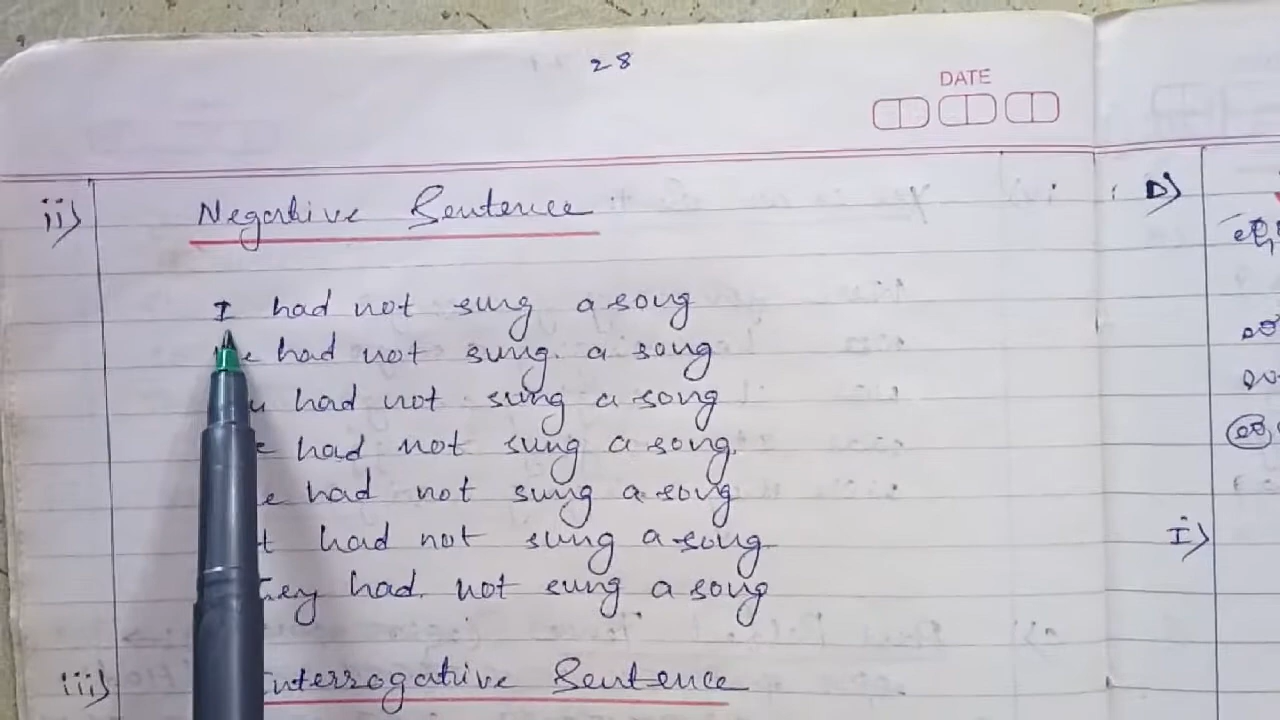 28
DATE
ii) Negative Sentence
I had not sung a song
had not sung. a song
had not sung a song
had not sung a song.
had not sung a song
had not sung a song
had. not sung a song
iii) Interrogative Sentence
D)
i)